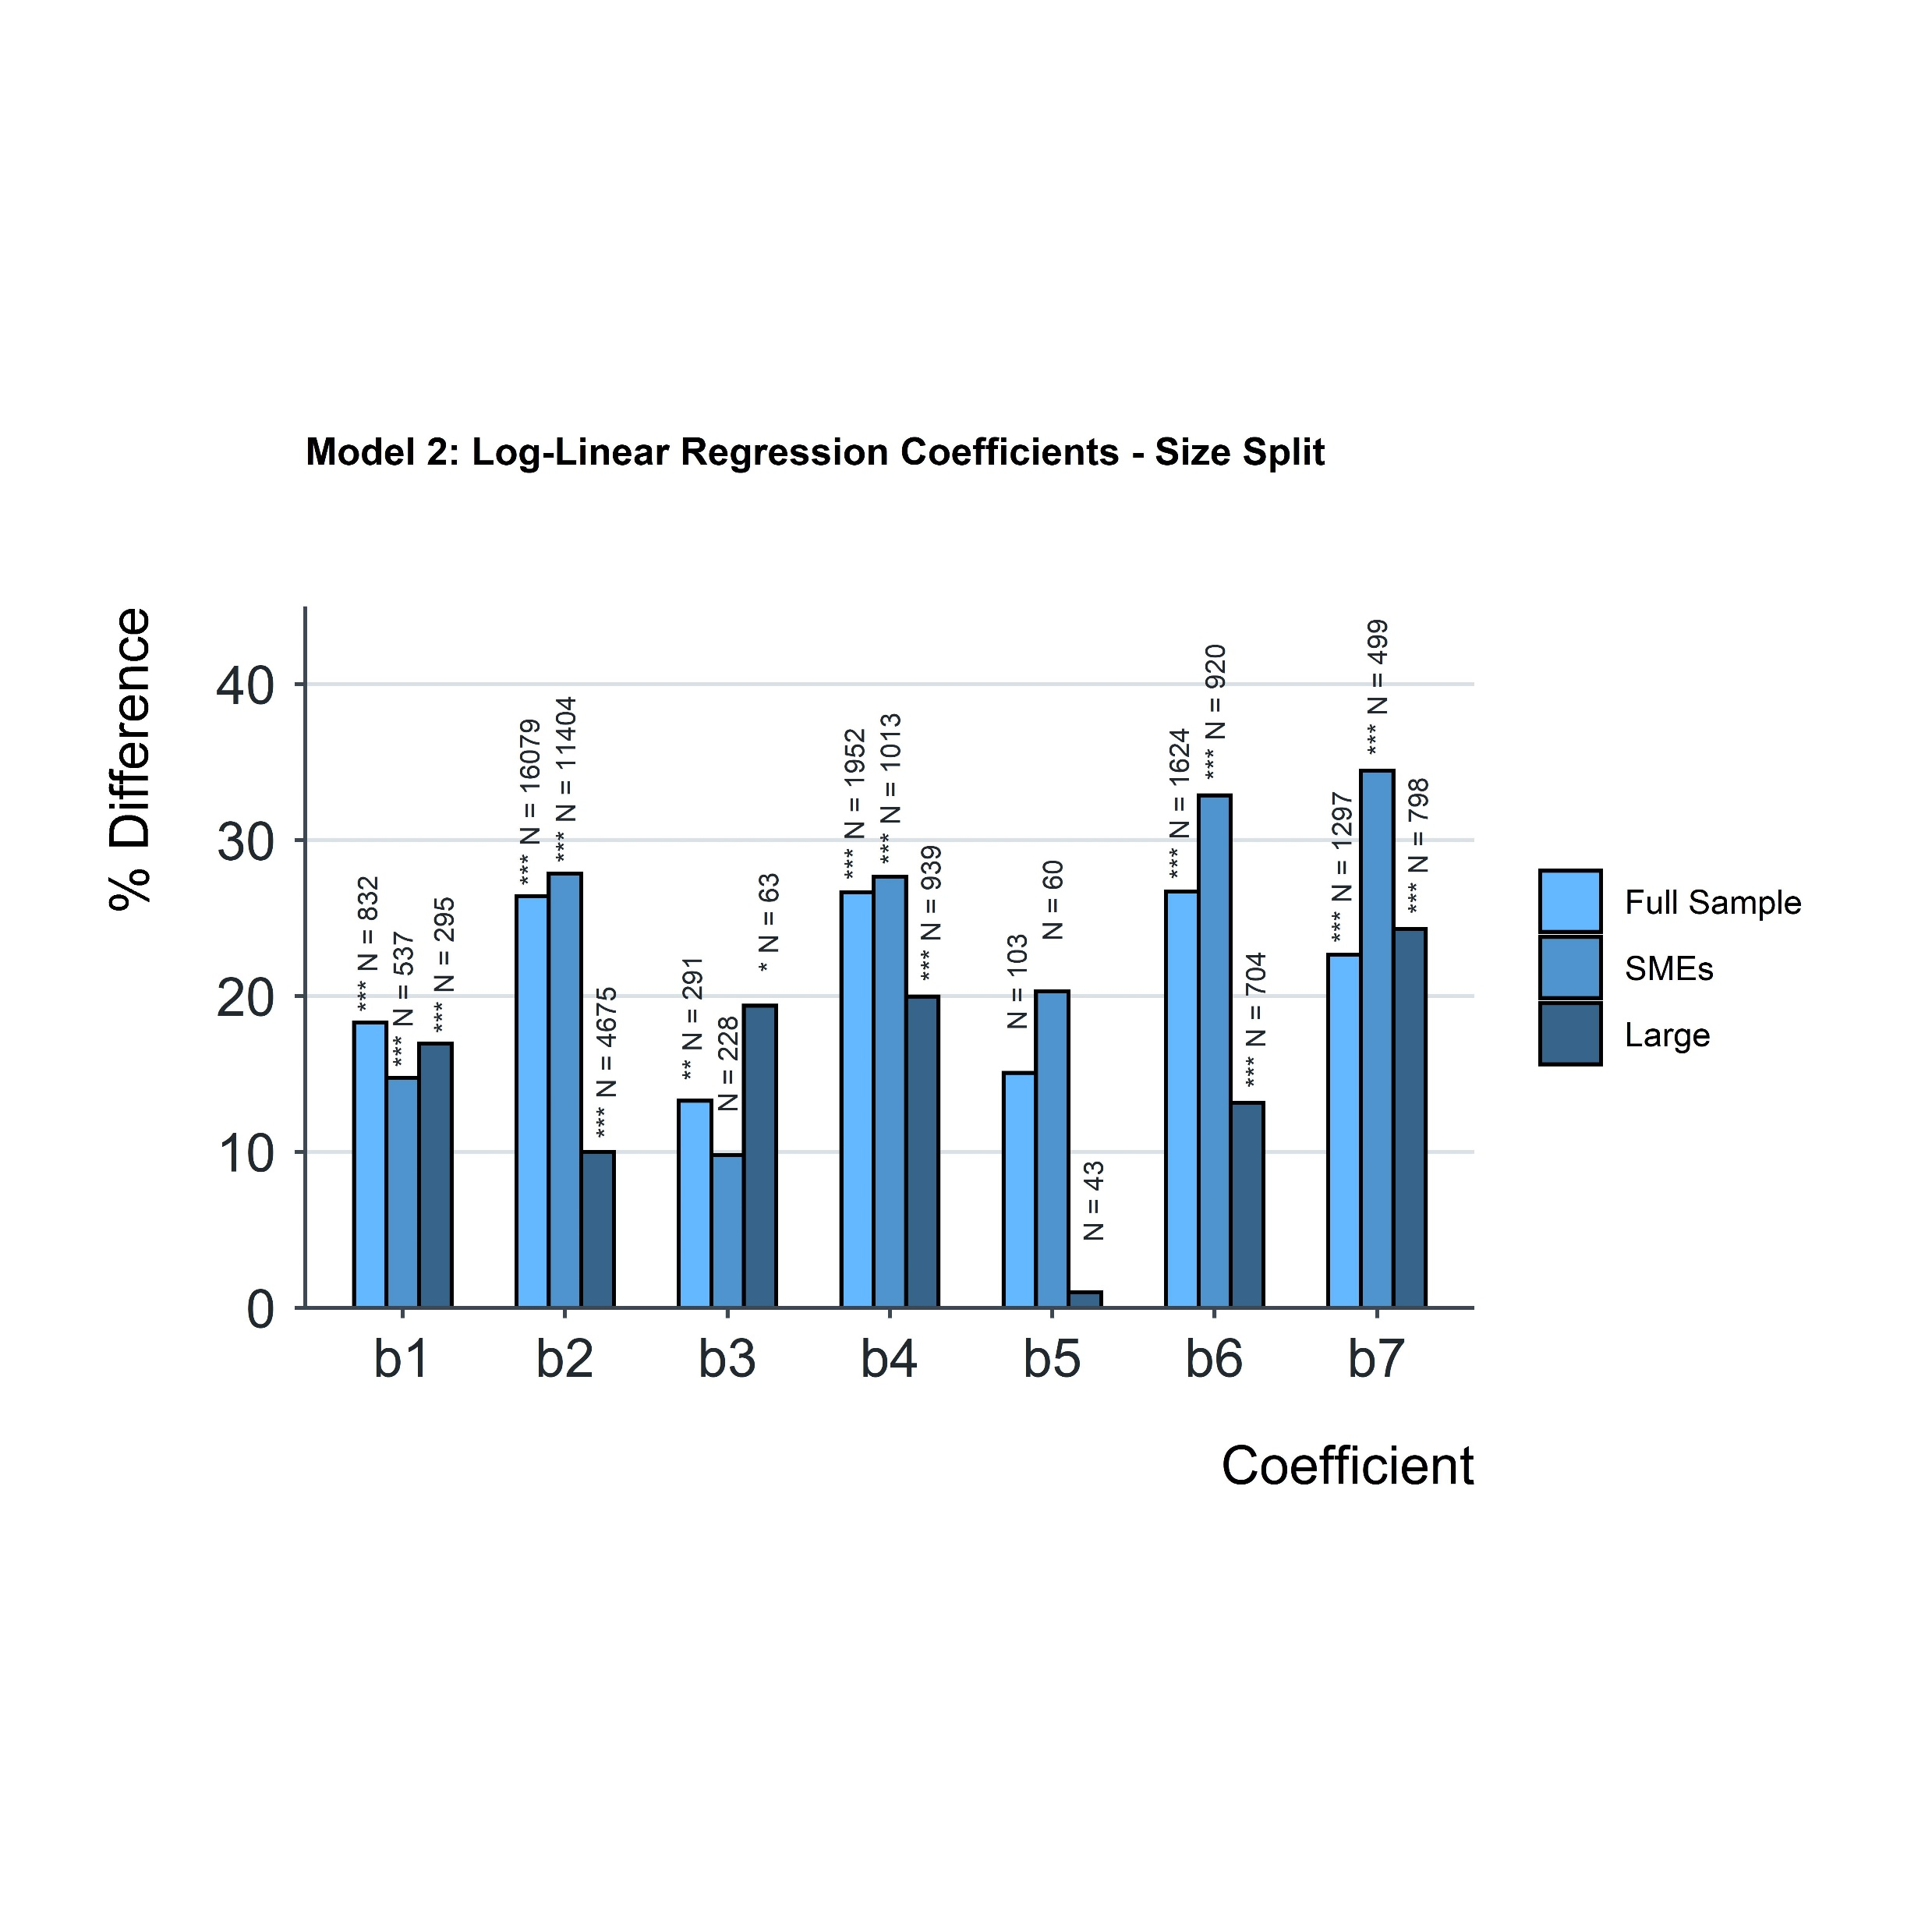 Model 2: Log-Linear Regression Coefficients - Size Split
% Difference
40
30
20
10
0
*** N = 832
*** N = 537
*** N = 295
*** N = 16079
*** N = 11404
*** N = 4675
** N = 291
N = 228
* N = 63
*** N = 1952
*** N = 1013
*** N = 939
N = 103
N = 60
N = 43
*** N = 1624
*** N = 920
*** N = 704
*** N = 1297
*** N = 499
*** N = 798
b1 b2 b3 b4 b5 b6 b7
Coefficient
Full Sample
SMEs
Large